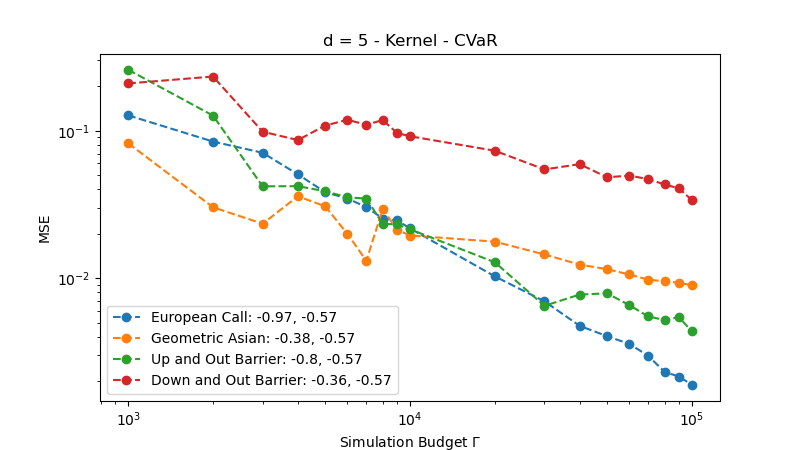 d = 5 - Kernel - CVaR
MSE
10⁻¹
10⁻²
European Call: -0.97, -0.57
Geometric Asian: -0.38, -0.57
Up and Out Barrier: -0.8, -0.57
Down and Out Barrier: -0.36, -0.57
10³
10⁴
10⁵
Simulation Budget Γ